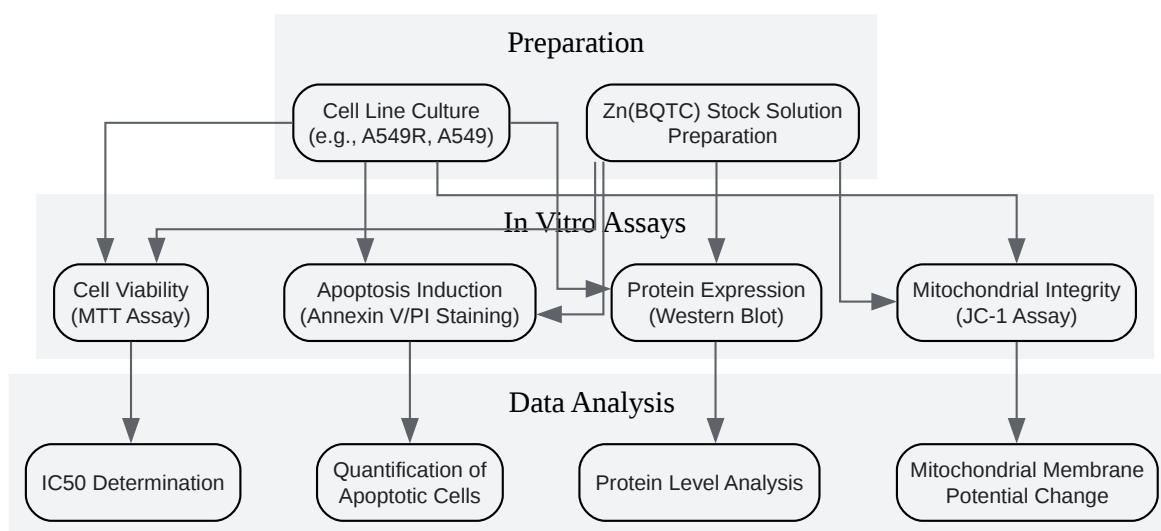 Preparation
Cell Line Culture
(e.g., A549R, A549)
Zn(BQTC) Stock Solution
Preparation
In Vitro Assays
Cell Viability
(MTT Assay)
Apoptosis Induction
(Annexin V/PI Staining)
Protein Expression
(Western Blot)
Mitochondrial Integrity
(JC-1 Assay)
Data Analysis
IC50 Determination
Quantification of
Apoptotic Cells
Protein Level Analysis
Mitochondrial Membrane
Potential Change